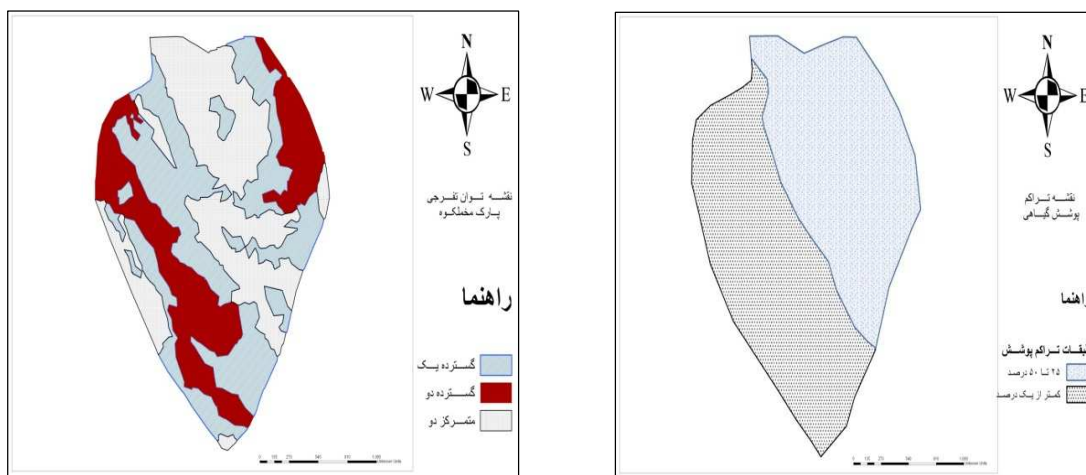 N
W E
S
نقشه توان تفرجی
پارک مخملکوه
راهنما
گسترده یک
گسترده دو
متمرکز دو
N
W E
S
نقشه تراکم
پوشش گیاهی
راهنما
طبقات تراکم پوشش
۲۵ تا ۵۰ درصد
کمتر از یک درصد